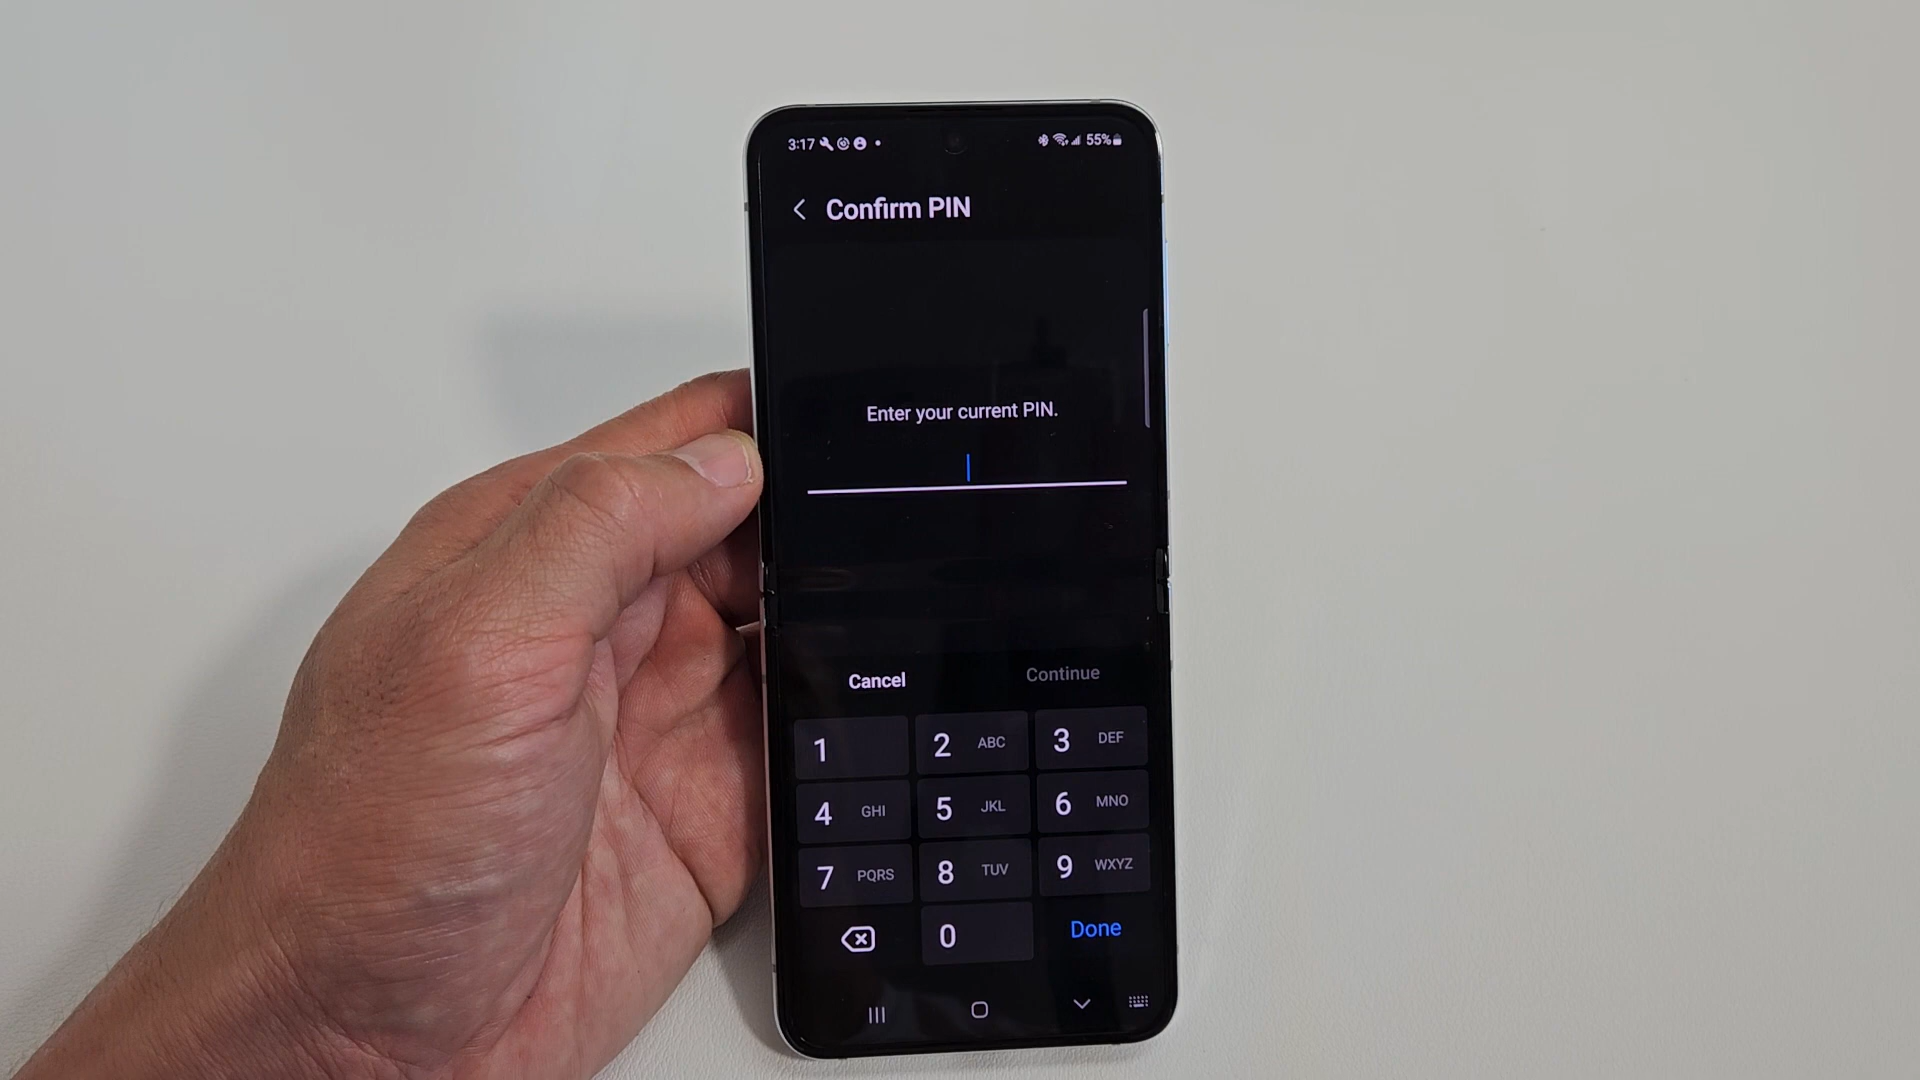 3:17 55%
Confirm PIN
Enter your current PIN.
Cancel Continue
1 2 ABC 3 DEF
4 GHI 5 JKL 6 MNO
7 PQRS 8 TUV 9 WXYZ
0 Done